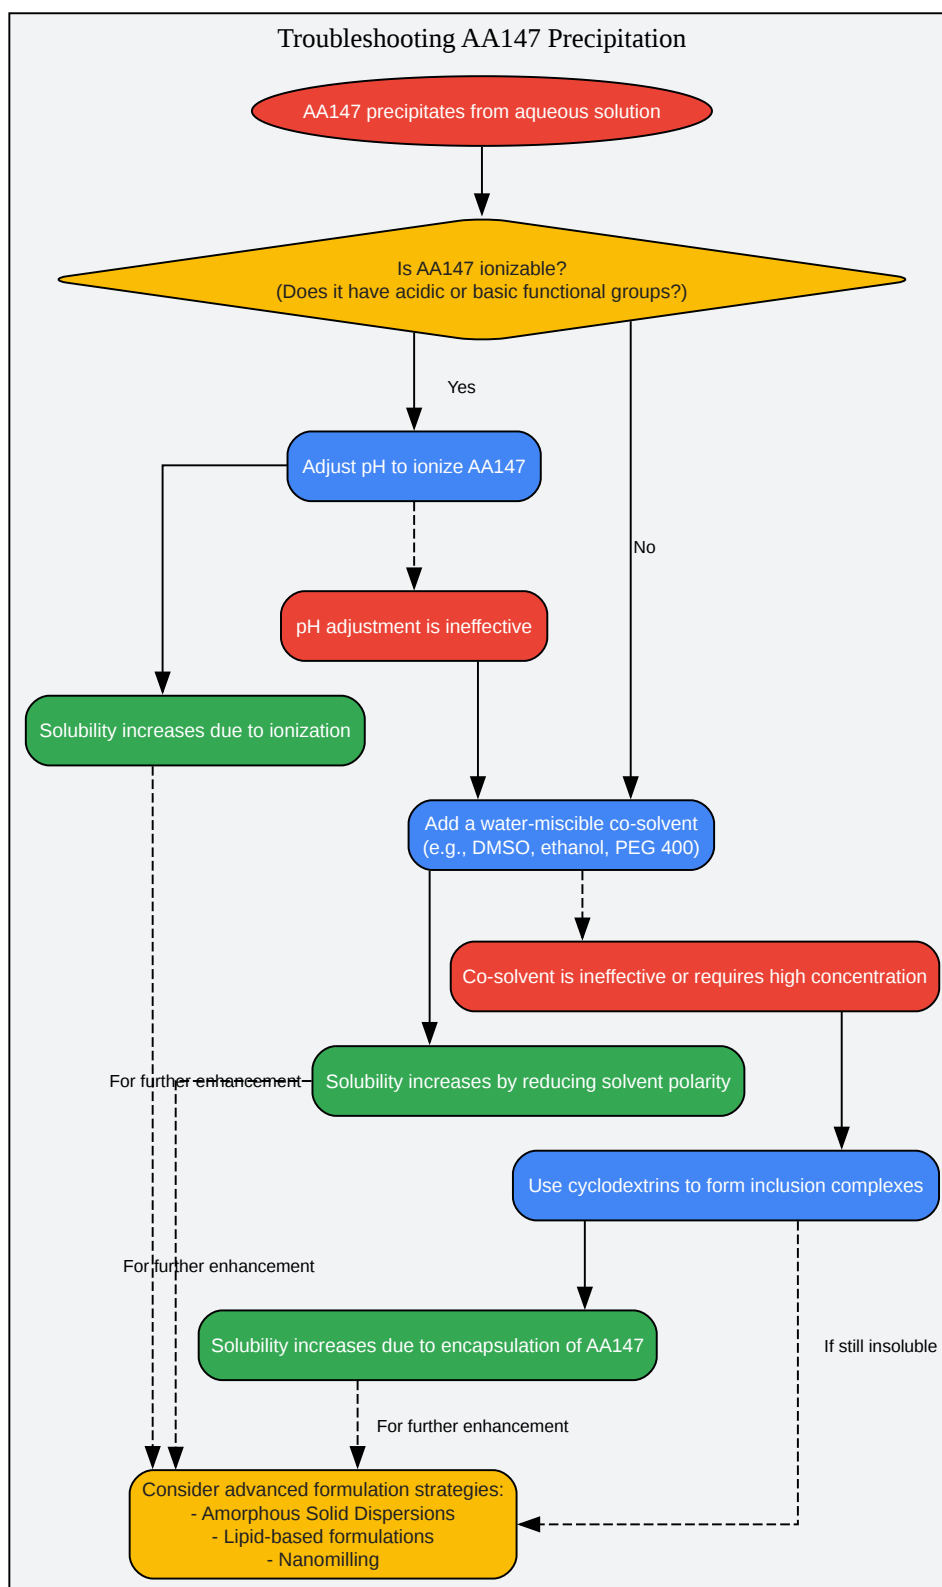 Troubleshooting AA147 Precipitation
AA147 precipitates from aqueous solution
Is AA147 ionizable?
(Does it have acidic or basic functional groups?)
Yes
Adjust pH to ionize AA147
No
pH adjustment is ineffective
Solubility increases due to ionization
Add a water-miscible co-solvent
(e.g., DMSO, ethanol, PEG 400)
Co-solvent is ineffective or requires high concentration
For further enhancement
Solubility increases by reducing solvent polarity
Use cyclodextrins to form inclusion complexes
For further enhancement
Solubility increases due to encapsulation of AA147
If still insoluble
For further enhancement
Consider advanced formulation strategies:
- Amorphous Solid Dispersions
- Lipid-based formulations
- Nanomilling